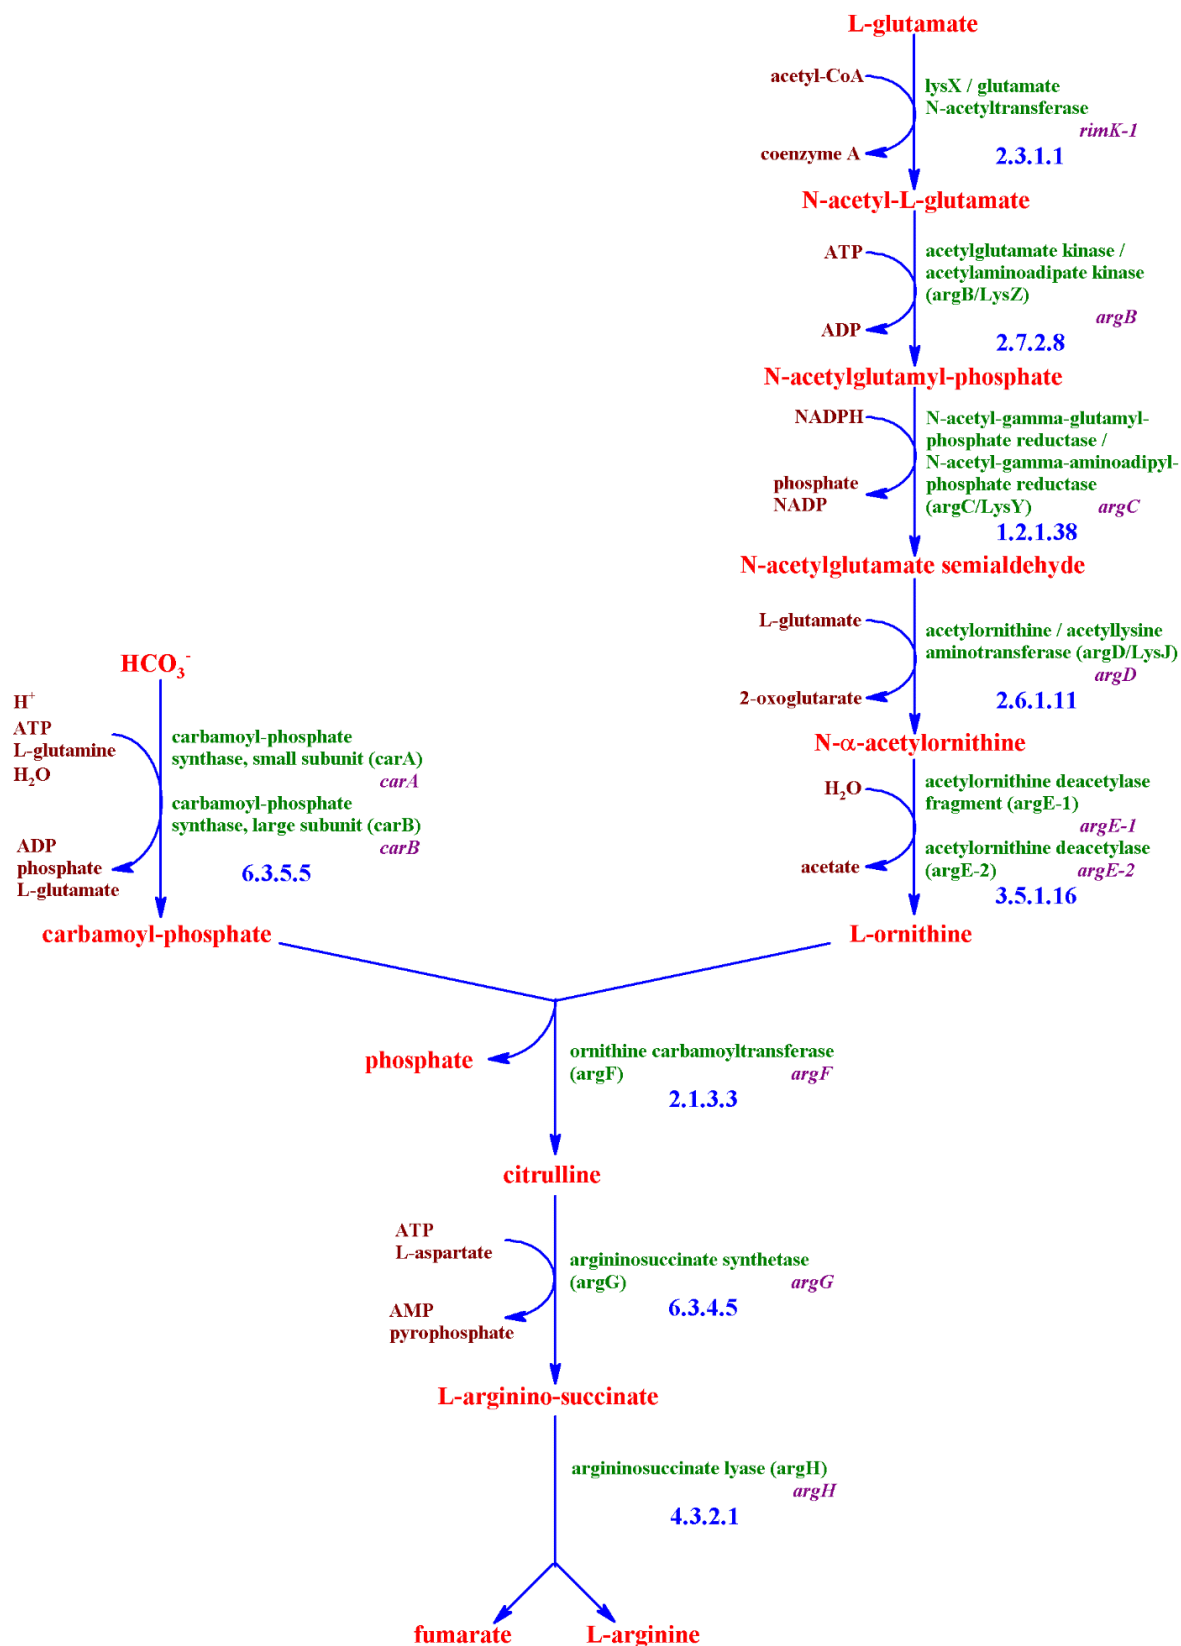 L-glutamate
acetyl-CoA
lysX / glutamate
N-acetyltransferase
rimK-1
coenzyme A
2.3.1.1
N-acetyl-L-glutamate
ATP
acetylglutamate kinase /
acetylaminoadipate kinase
(argB/LysZ)
argB
ADP
2.7.2.8
N-acetylglutamyl-phosphate
NADPH
N-acetyl-gamma-glutamyl-
phosphate reductase /
N-acetyl-gamma-aminoadipyl-
phosphate reductase
(argC/LysY)
argC
phosphate
NADP
1.2.1.38
N-acetylglutamate semialdehyde
L-glutamate
acetylornithine / acetyllysine
aminotransferase (argD/LysJ)
argD
2-oxoglutarate
2.6.1.11
N-α-acetylornithine
H2O
acetylornithine deacetylase
fragment (argE-1)
argE-1
acetylornithine deacetylase
(argE-2)
argE-2
acetate
3.5.1.16
L-ornithine
HCO3-
H+
ATP
L-glutamine
H2O
carbamoyl-phosphate
synthase, small subunit (carA)
carA
carbamoyl-phosphate
synthase, large subunit (carB)
carB
ADP
phosphate
L-glutamate
6.3.5.5
carbamoyl-phosphate
phosphate
ornithine carbamoyltransferase
(argF)
argF
2.1.3.3
citrulline
ATP
L-aspartate
argininosuccinate synthetase
(argG)
argG
AMP
pyrophosphate
6.3.4.5
L-arginino-succinate
argininosuccinate lyase (argH)
argH
4.3.2.1
fumarate
L-arginine